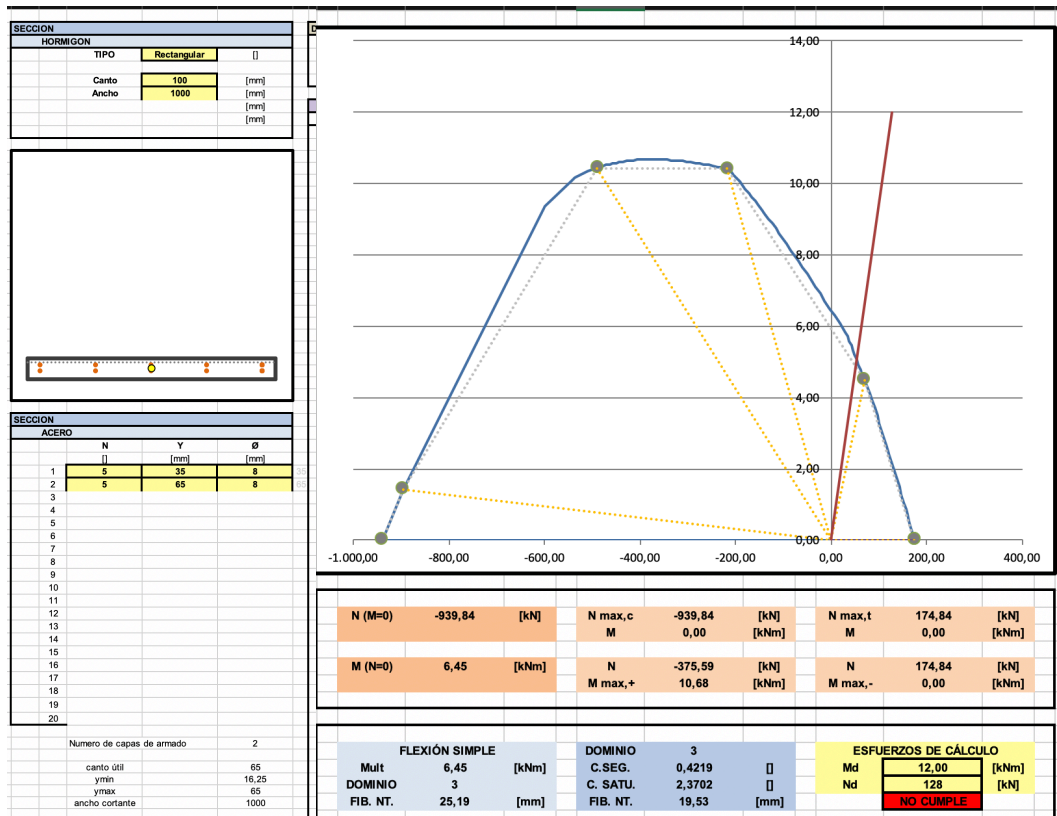 SECCION
HORMIGON
TIPO Rectangular []
Canto 100 [mm]
Ancho 1000 [mm]
[mm]
[mm]
SECCION
ACERO
N Y Ø
[] [mm] [mm]
1 5 35 8 35
2 5 65 8 65
3
4
5
6
7
8
9
10
11
12
13
14
15
16
17
18
19
20
Numero de capas de armado 2
canto útil 65
ymin 16,25
ymax 65
ancho cortante 1000
14,00
12,00
10,00
8,00
6,00
4,00
2,00
0,00
-1.000,00 -800,00 -600,00 -400,00 -200,00 0,00 200,00 400,00
N (M=0) -939,84 [kN] N max,c -939,84 [kN] N max,t 174,84 [kN]
M 0,00 [kNm] M 0,00 [kNm]
M (N=0) 6,45 [kNm] N -375,59 [kN] N 174,84 [kN]
M max,+ 10,68 [kNm] M max,- 0,00 [kNm]
FLEXIÓN SIMPLE DOMINIO 3 ESFUERZOS DE CÁLCULO
Mult 6,45 [kNm] C.SEG. 0,4219 [] Md 12,00 [kNm]
DOMINIO 3 C. SATU. 2,3702 [] Nd 128 [kN]
FIB. NT. 25,19 [mm] FIB. NT. 19,53 [mm] NO CUMPLE